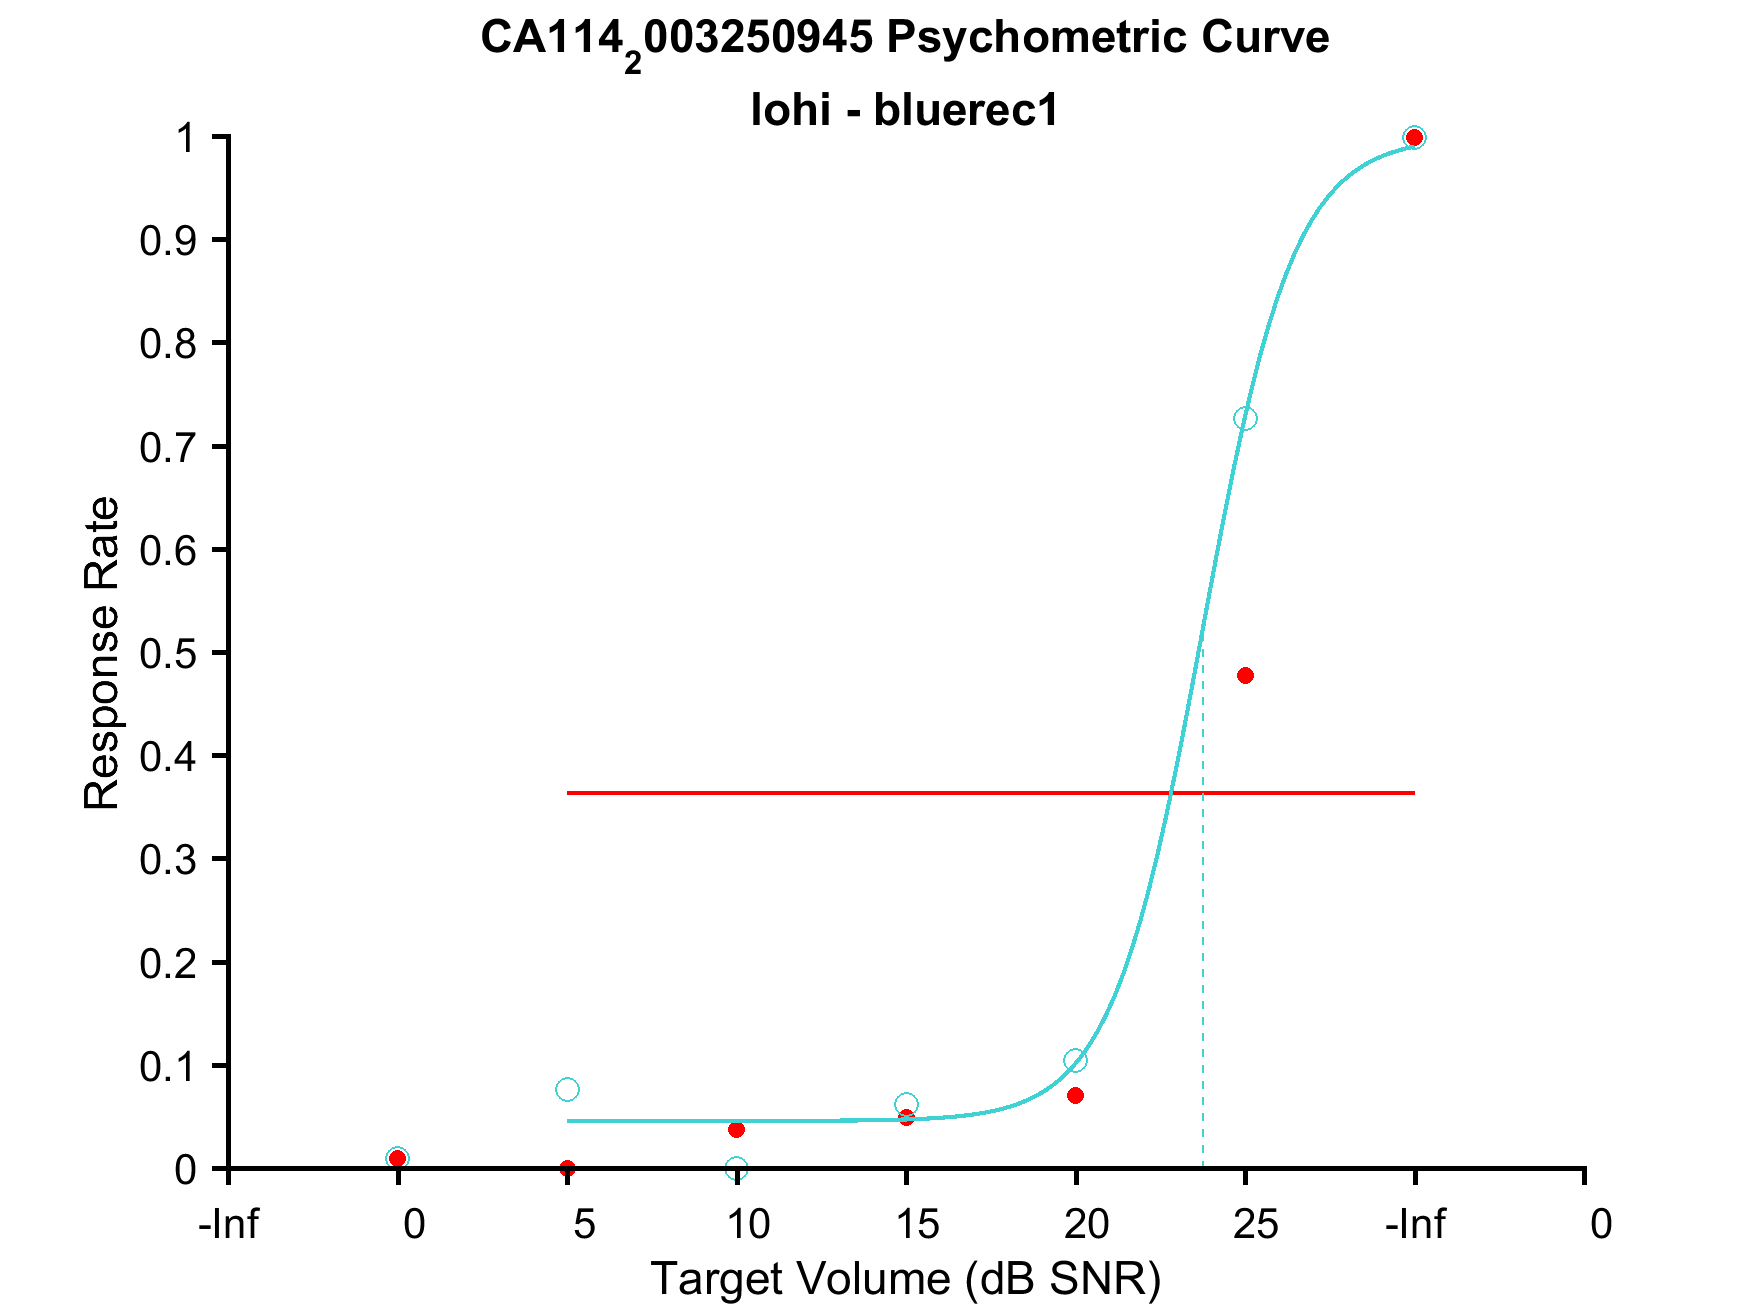 CA114₂003250945 Psychometric Curve
lohi - bluerec1
1
0.9
0.8
0.7
0.6
0.5
0.4
0.3
0.2
0.1
0
Response Rate
-Inf 0 5 10 15 20 25 -Inf 0
Target Volume (dB SNR)